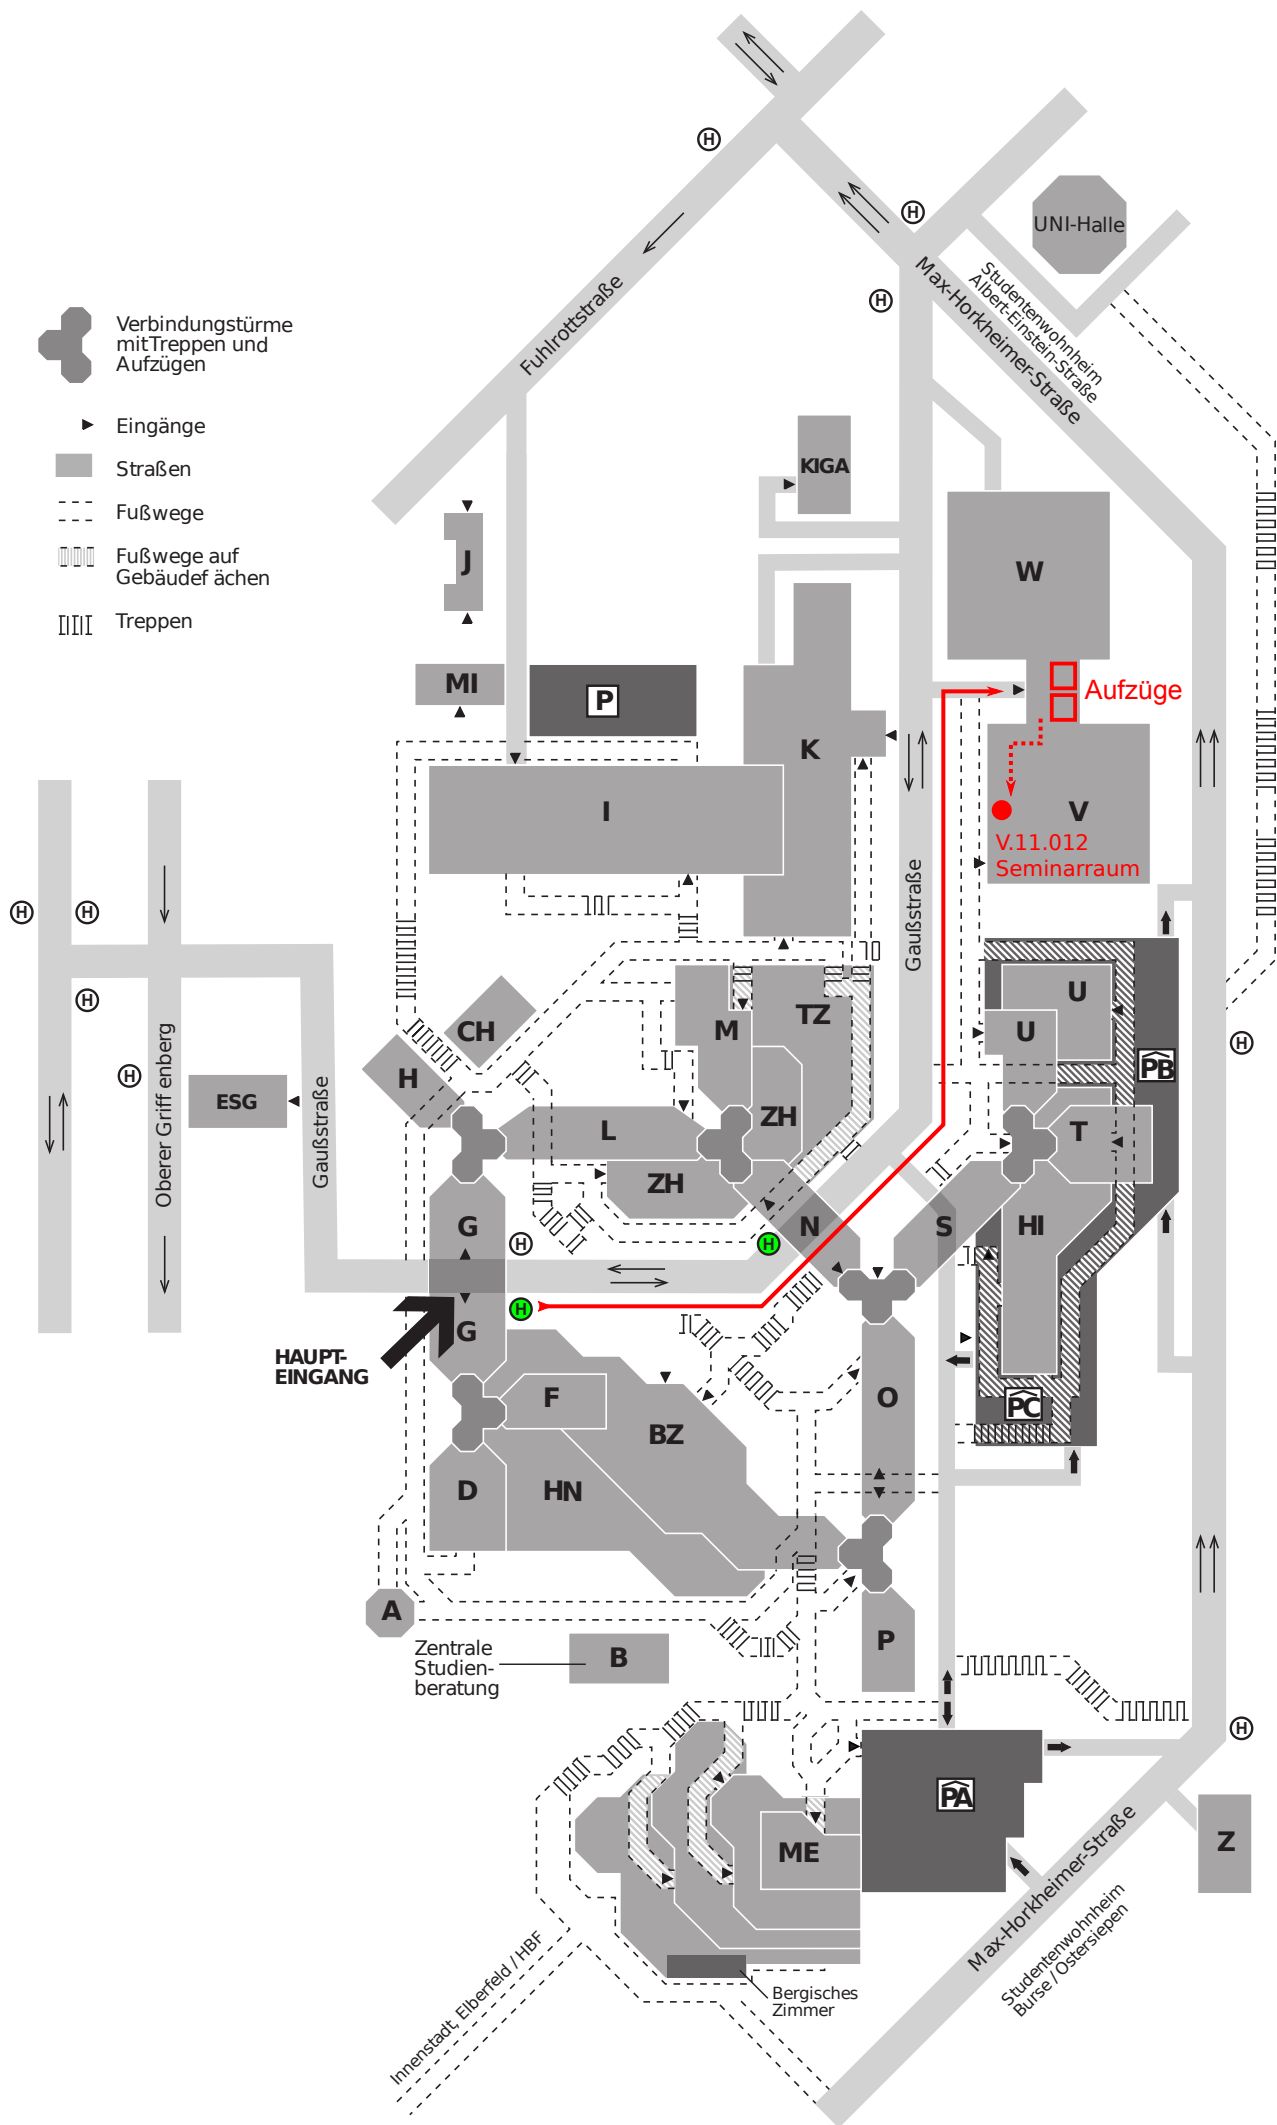 H
H
UNI-Halle
H
Max-Horkheimer-Straße
Studentenwohnheim
Albert-Einstein-Straße
Fuhlrottstraße
Verbindungstürme
mitTreppen und
Aufzügen
Eingänge
Straßen
Fußwege
Fußwege auf
Gebäudef ächen
Treppen
KIGA
J
W
MI
P
Aufzüge
K
I
V
V.11.012
Seminarraum
Gaußstraße
H
H
H
H
Oberer Griff enberg
Gaußstraße
ESG
CH
H
M
TZ
U
U
PB
H
L
ZH
ZH
T
G
N
S
HI
H
H
H
G
HAUPT-
EINGANG
F
BZ
O
PC
D
HN
A
Zentrale
Studien-
beratung
B
P
H
PA
ME
Z
Max-Horkheimer-Straße
Studentenwohnheim
Burse / Ostersiepen
Innenstadt, Elberfeld / HBF
Bergisches
Zimmer